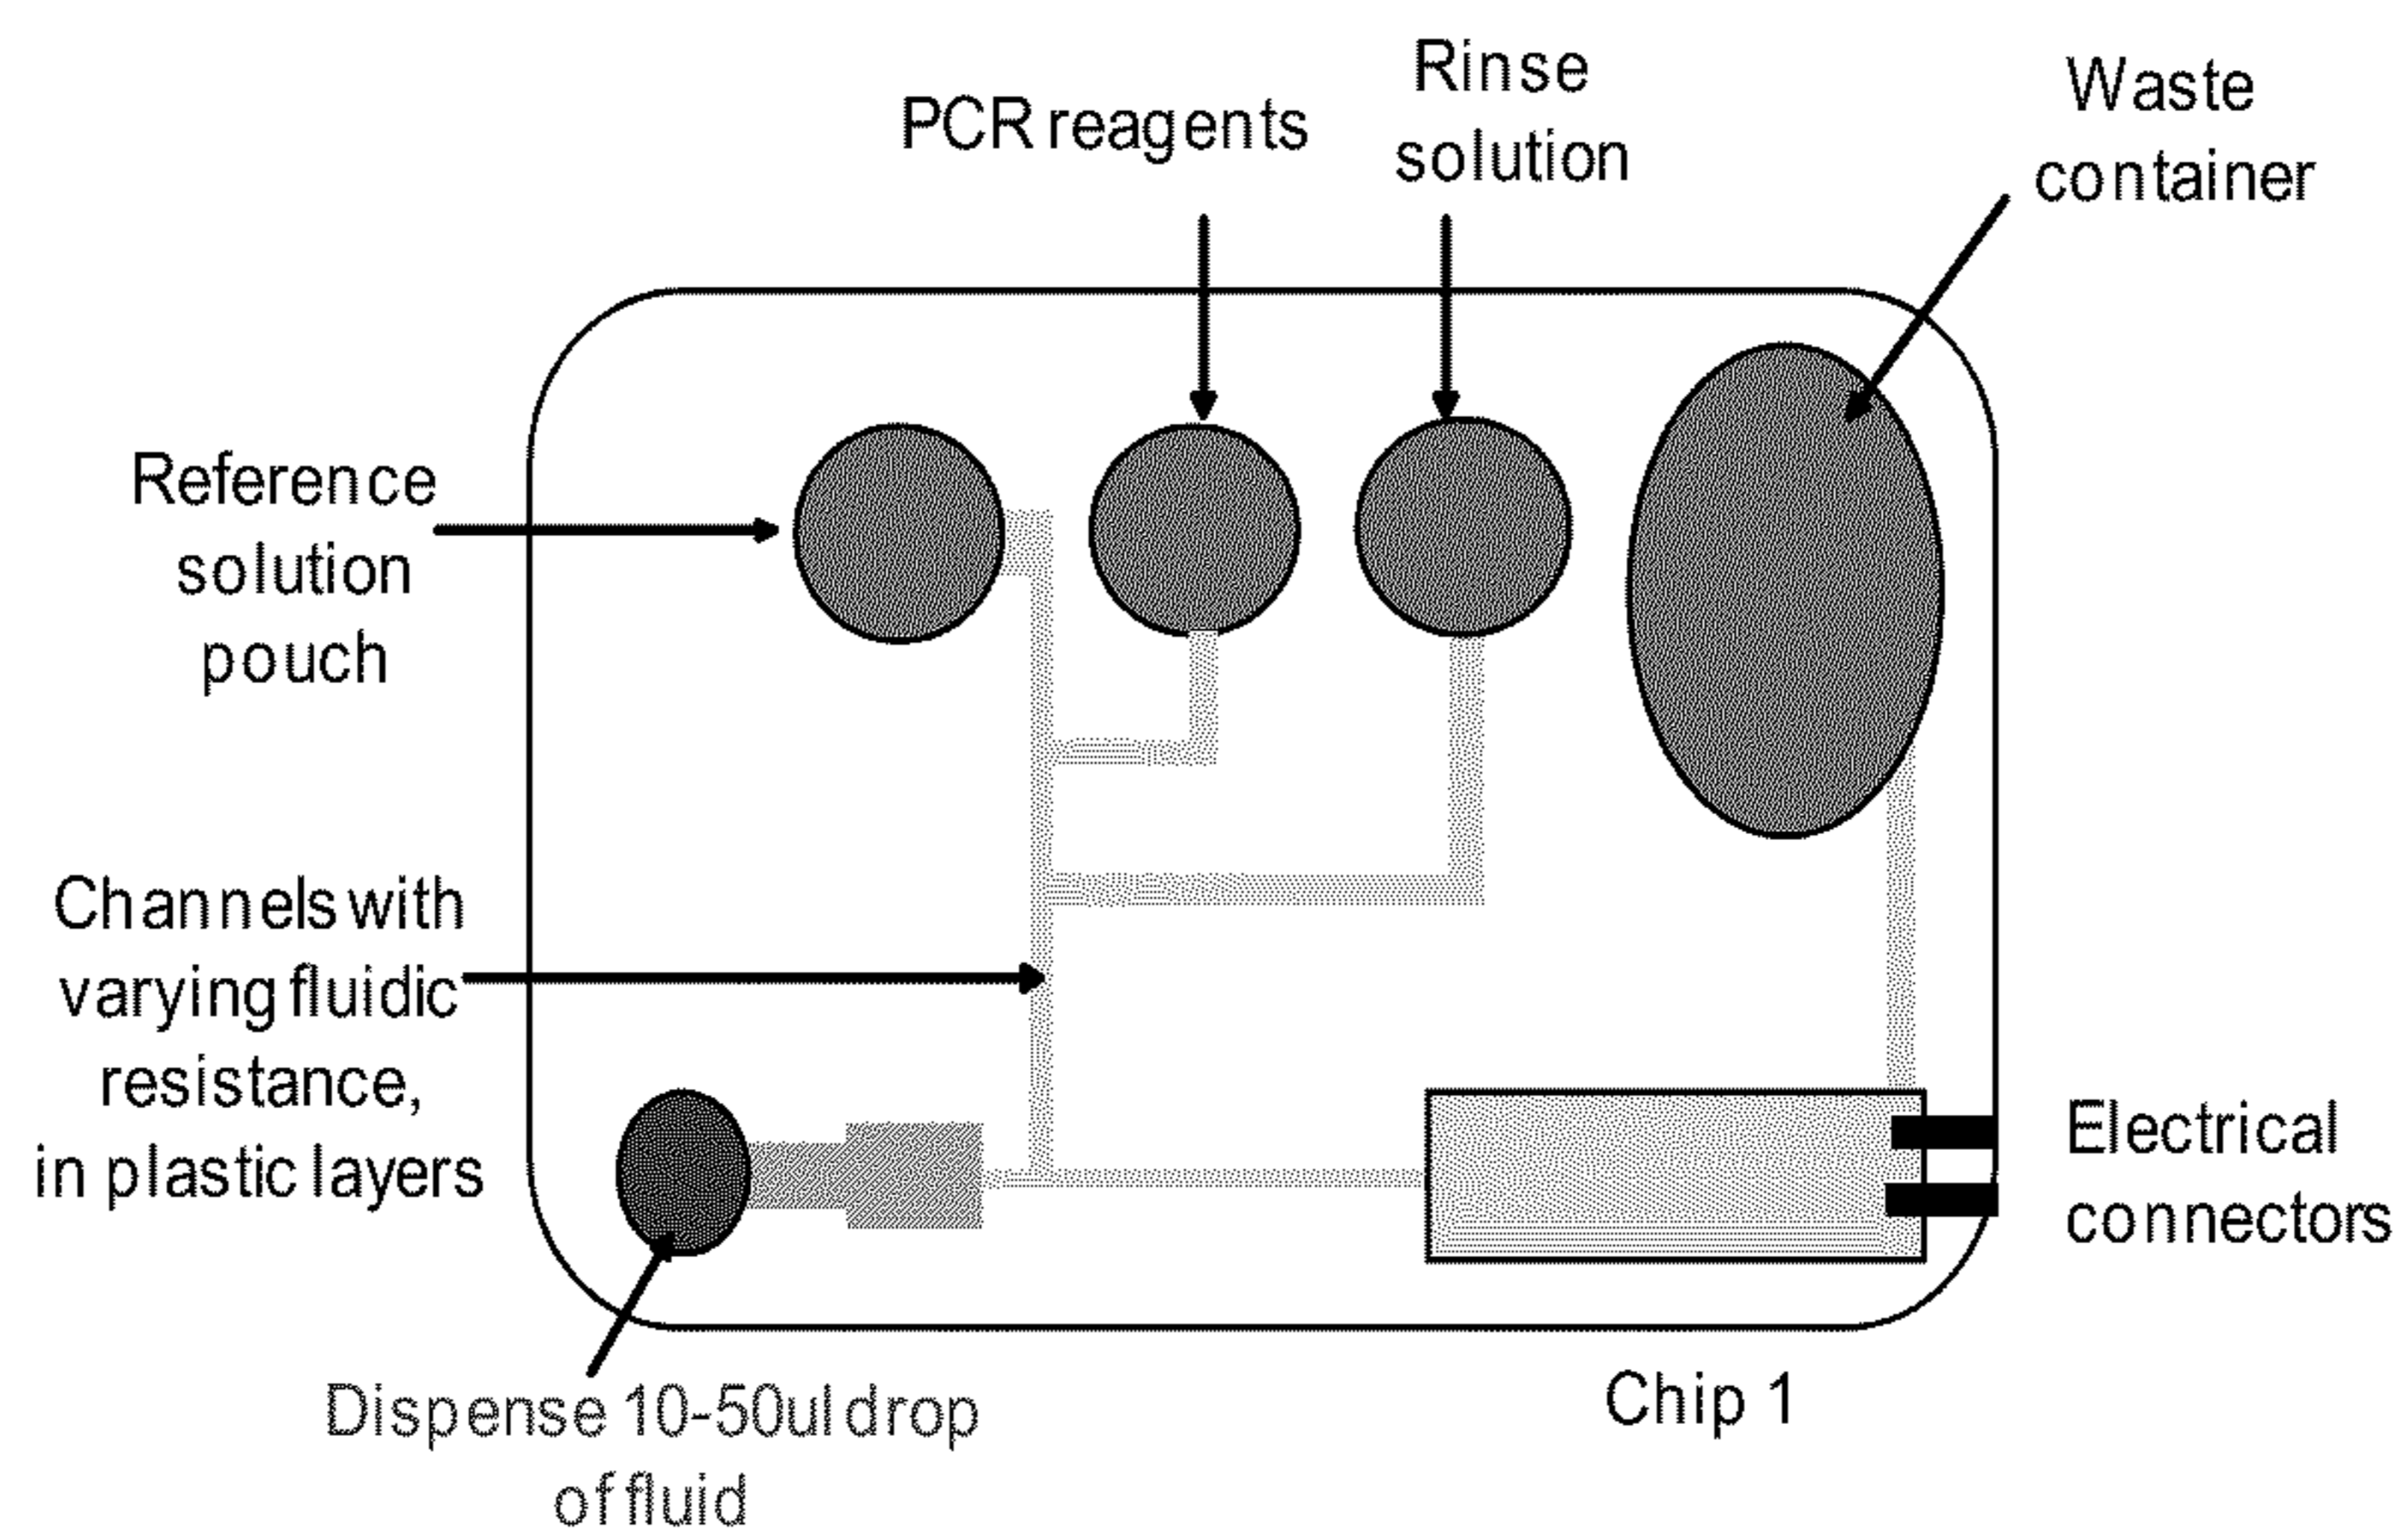 PCR reagents
Rinse
solution
Waste
container
Reference
solution
pouch
Channels with
varying fluidic
resistance,
in plastic layers
Electrical
connectors
Dispense 10-50ul drop
of fluid
Chip 1